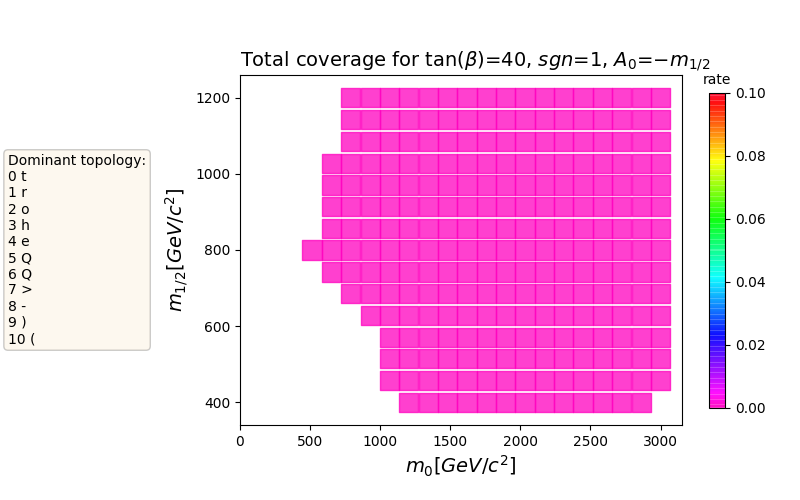 Total coverage for tan(β)=40, sgn=1, A₀=−m₁/₂
rate
Dominant topology:
0 t
1 r
2 o
3 h
4 e
5 Q
6 Q
7 >
8 -
9 )
10 (
m₁/₂[GeV/c²]
1200
1000
800
600
400
0 500 1000 1500 2000 2500 3000
m₀[GeV/c²]
0.10
0.08
0.06
0.04
0.02
0.00